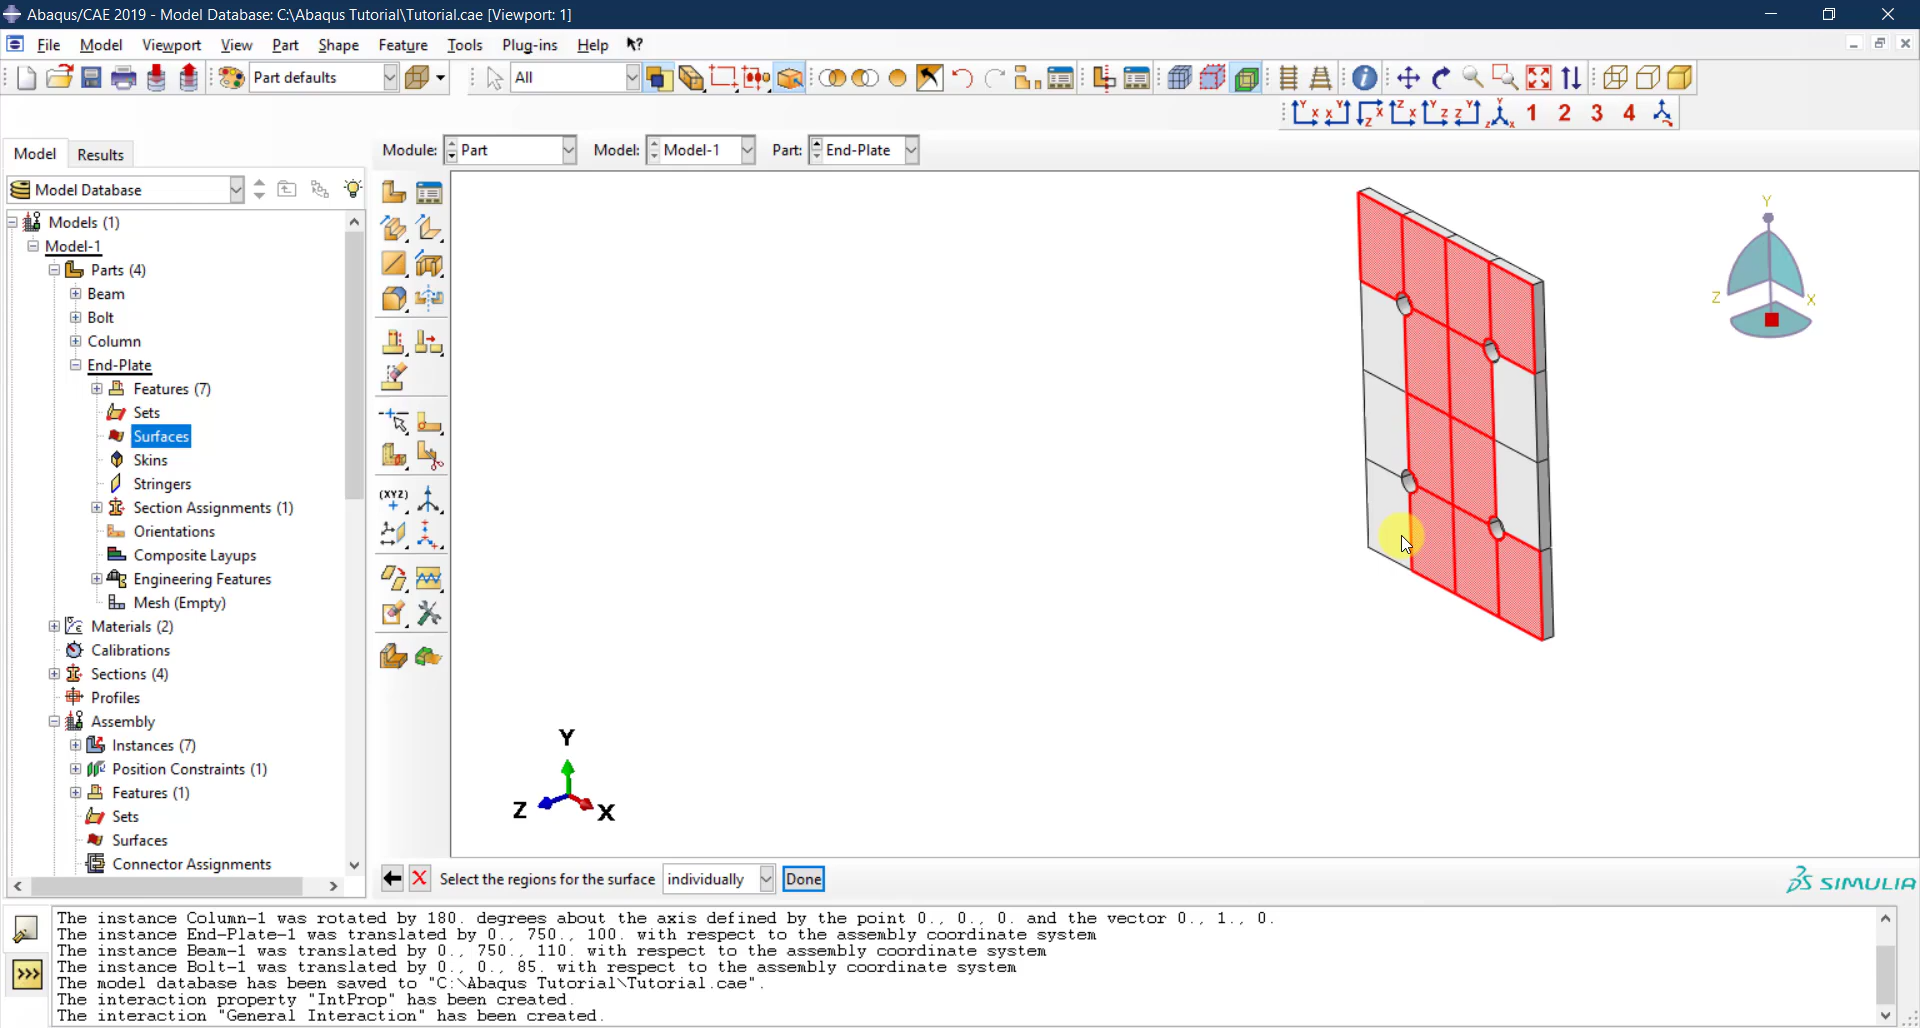 Abaqus/CAE 2019 - Model Database: C:\Abaqus Tutorial\Tutorial.cae [Viewport: 1]
File Model Viewport View Part Shape Feature Tools Plug-ins Help
Part defaults All
1 2 3 4
Model Results Module: Part Model: Model-1 Part: End-Plate
Model Database
Models (1)
Model-1
Parts (4)
Beam
Bolt
Column
End-Plate
Features (7)
Sets
Surfaces
Skins
Stringers
Section Assignments (1)
Orientations
Composite Layups
Engineering Features
Mesh (Empty)
Materials (2)
Calibrations
Sections (4)
Profiles
Assembly
Instances (7)
Position Constraints (1)
Features (1)
Sets
Surfaces
Connector Assignments
(XYZ)
Y
Z X
Y
Z X
Select the regions for the surface individually Done
SIMULIA
The instance Column-1 was rotated by 180. degrees about the axis defined by the point 0., 0., 0. and the vector 0., 1., 0.
The instance End-Plate-1 was translated by 0., 750., 100. with respect to the assembly coordinate system
The instance Beam-1 was translated by 0., 750., 110. with respect to the assembly coordinate system
The instance Bolt-1 was translated by 0., 0., 85. with respect to the assembly coordinate system
The model database has been saved to "C:\Abaqus Tutorial\Tutorial.cae".
The interaction property "IntProp" has been created.
The interaction "General Interaction" has been created.